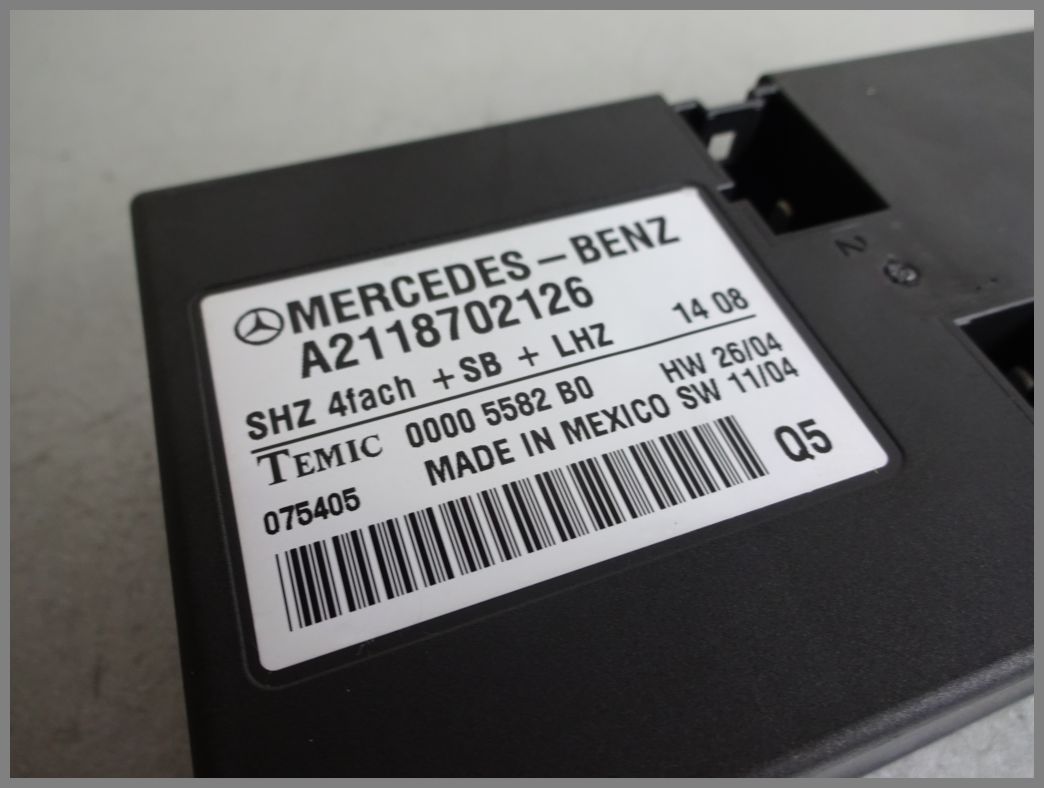 MERCEDES-BENZ
A2118702126
SHZ 4fach +SB + LHZ 14 08
TEMIC 0000 5582 B0 HW 26/04
MADE IN MEXICO SW 11/04
075405 Q5
2